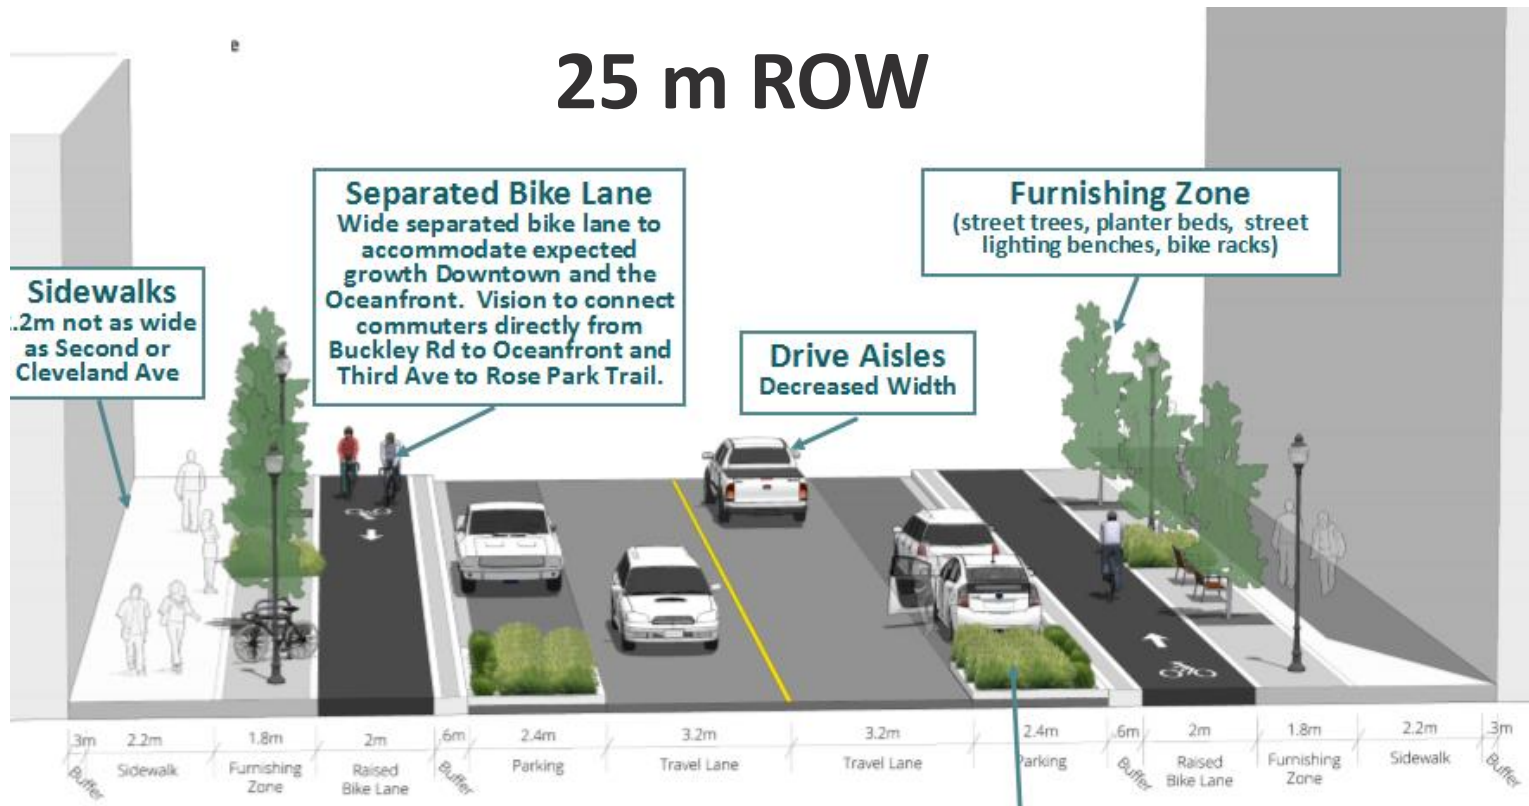 25 m ROW
Separated Bike Lane
Wide separated bike lane to
accommodate expected
growth Downtown and the
Oceanfront. Vision to connect
commuters directly from
Buckley Rd to Oceanfront and
Third Ave to Rose Park Trail.
Furnishing Zone
(street trees, planter beds, street
lighting benches, bike racks)
Sidewalks
.2m not as wide
as Second or
Cleveland Ave
Drive Aisles
Decreased Width
.3m
Buffer
2.2m
Sidewalk
1.8m
Furnishing
Zone
2m
Raised
Bike Lane
.6m
Buffer
2.4m
Parking
3.2m
Travel Lane
3.2m
Travel Lane
2.4m
Parking
.6m
Buffer
2m
Raised
Bike Lane
1.8m
Furnishing
Zone
2.2m
Sidewalk
.3m
Buffer